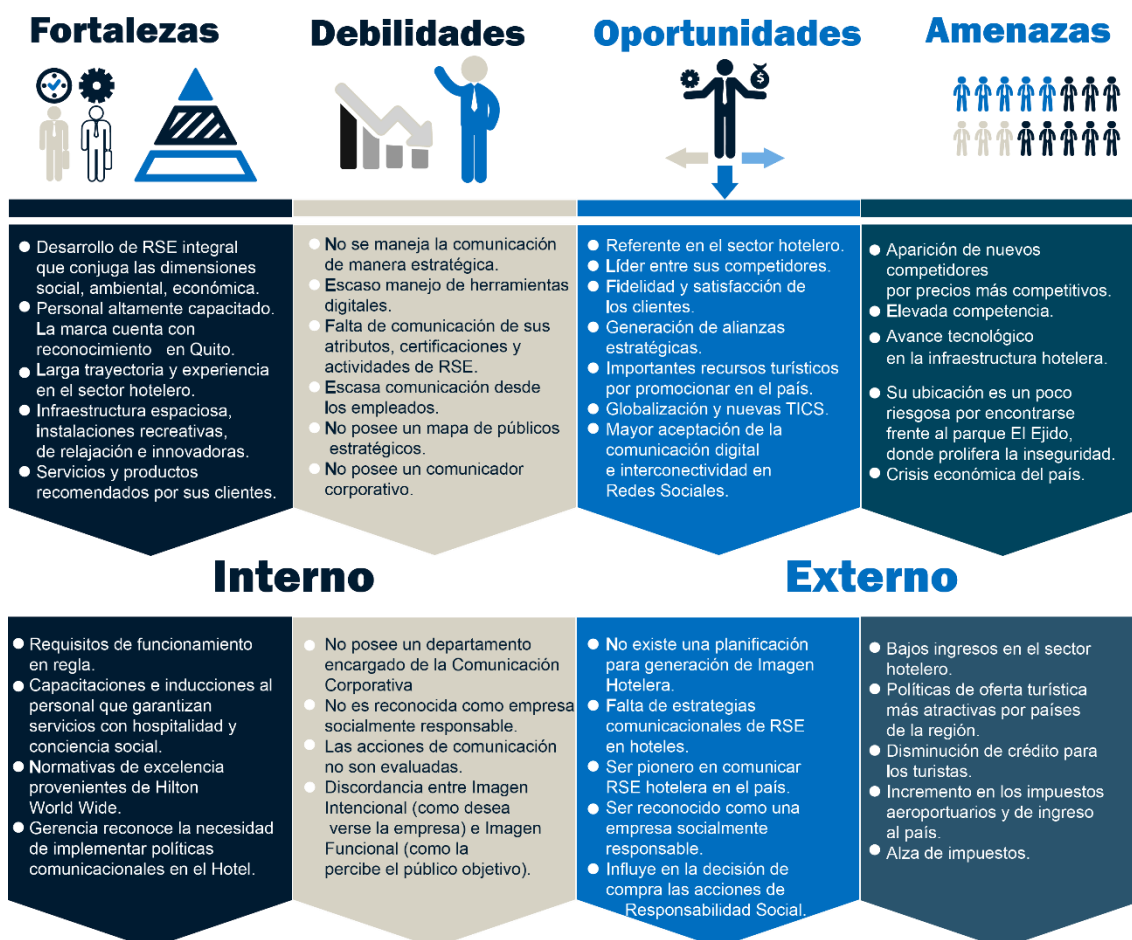 Fortalezas
Debilidades
Oportunidades
Amenazas
● Desarrollo de RSE integral
que conjuga las dimensiones
social, ambiental, económica.
● Personal altamente capacitado.
La marca cuenta con
reconocimiento en Quito.
● Larga trayectoria y experiencia
en el sector hotelero.
● Infraestructura espaciosa,
instalaciones recreativas,
de relajación e innovadoras.
● Servicios y productos
recomendados por sus clientes.
● No se maneja la comunicación
de manera estratégica.
● Escaso manejo de herramientas
digitales.
● Falta de comunicación de sus
atributos, certificaciones y
actividades de RSE.
● Escasa comunicación desde
los empleados.
● No posee un mapa de públicos
estratégicos.
● No posee un comunicador
corporativo.
● Referente en el sector hotelero.
● Líder entre sus competidores.
● Fidelidad y satisfacción de
los clientes.
● Generación de alianzas
estratégicas.
● Importantes recursos turísticos
por promocionar en el país.
● Globalización y nuevas TICS.
● Mayor aceptación de la
comunicación digital
e interconectividad en
Redes Sociales.
● Aparición de nuevos
competidores
por precios más competitivos.
● Elevada competencia.
● Avance tecnológico
en la infraestructura hotelera.
● Su ubicación es un poco
riesgosa por encontrarse
frente al parque El Ejido,
donde prolifera la inseguridad.
● Crisis económica del país.
Interno
Externo
● Requisitos de funcionamiento
en regla.
● Capacitaciones e inducciones al
personal que garantizan
servicios con hospitalidad y
conciencia social.
● Normativas de excelencia
provenientes de Hilton
World Wide.
● Gerencia reconoce la necesidad
de implementar políticas
comunicacionales en el Hotel.
● No posee un departamento
encargado de la Comunicación
Corporativa
● No es reconocida como empresa
socialmente responsable.
● Las acciones de comunicación
no son evaluadas.
● Discordancia entre Imagen
Intencional (como desea
verse la empresa) e Imagen
Funcional (como la
percibe el público objetivo).
● No existe una planificación
para generación de Imagen
Hotelera.
● Falta de estrategias
comunicacionales de RSE
en hoteles.
● Ser pionero en comunicar
RSE hotelera en el país.
● Ser reconocido como una
empresa socialmente
responsable.
● Influye en la decisión de
compra las acciones de
Responsabilidad Social.
● Bajos ingresos en el sector
hotelero.
● Políticas de oferta turística
más atractivas por países
de la región.
● Disminución de crédito para
los turistas.
● Incremento en los impuestos
aeroportuarios y de ingreso
al país.
● Alza de impuestos.